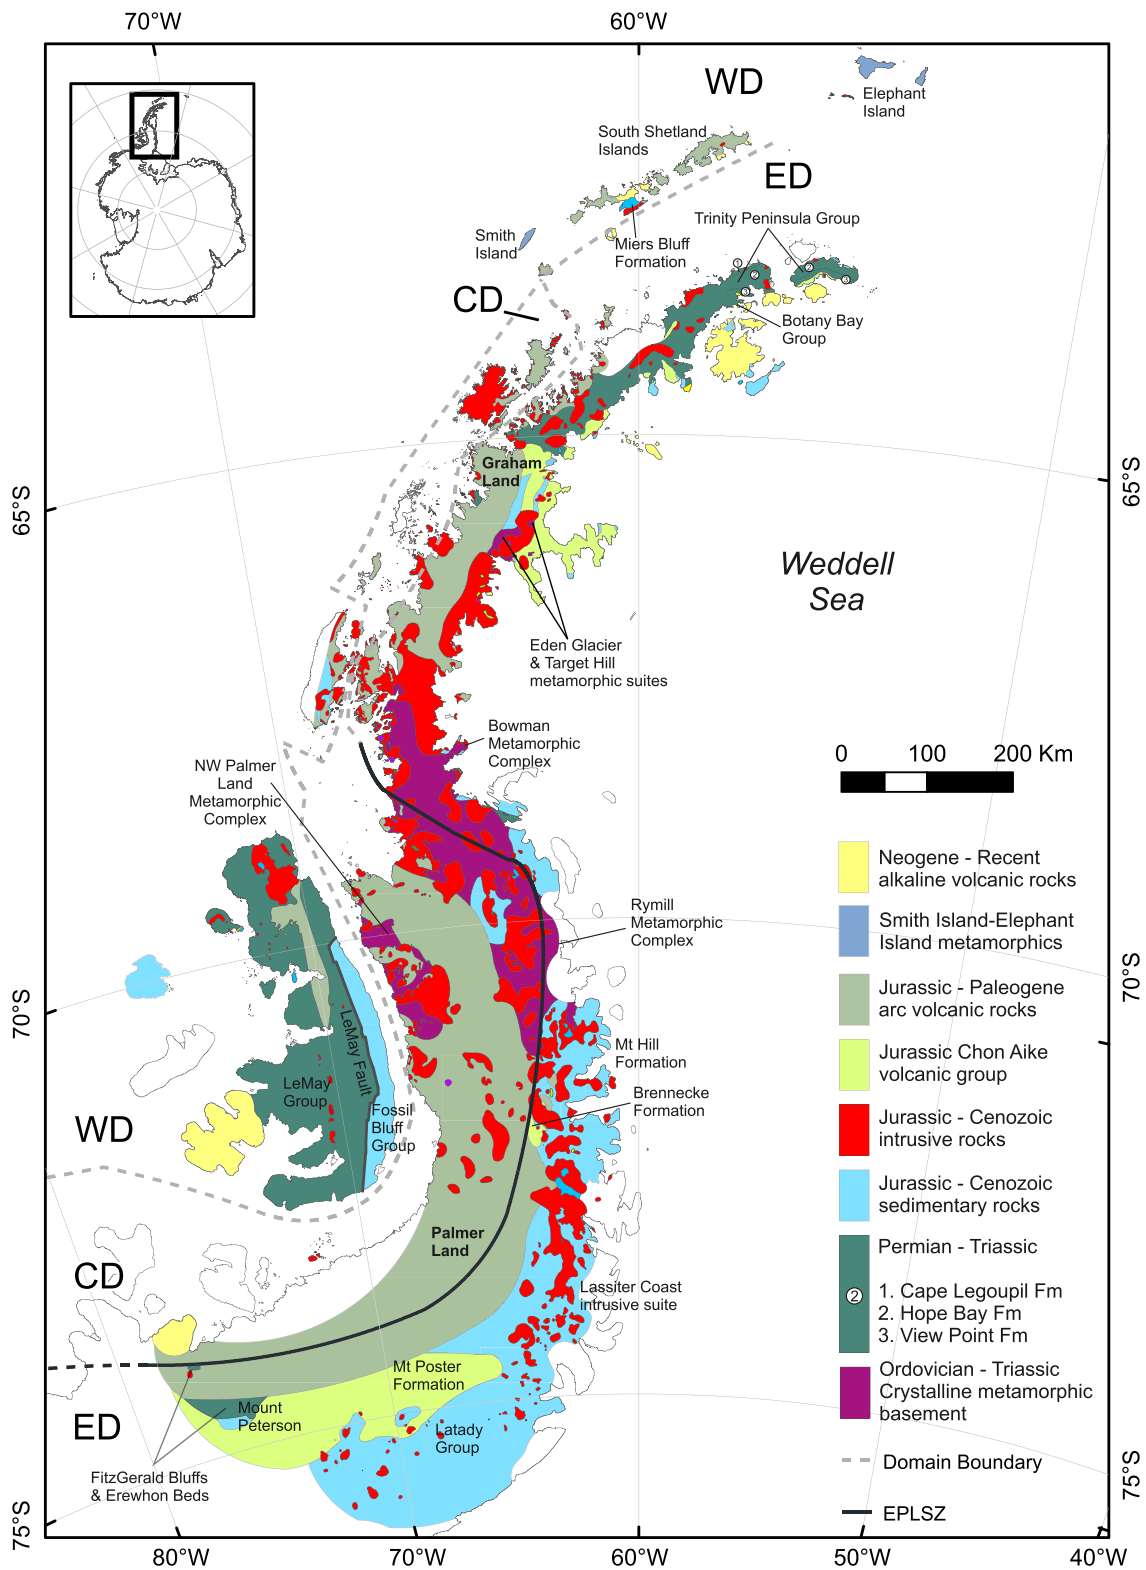 70°W
60°W
WD
Elephant
Island
South Shetland
Islands
ED
Trinity Peninsula Group
Smith
Island
Miers Bluff
Formation
1
2
3
2
3
CD
Botany Bay
Group
Graham
Land
65°S
65°S
Weddell
Sea
Eden Glacier
& Target Hill
metamorphic suites
Bowman
Metamorphic
Complex
NW Palmer
Land
Metamorphic
Complex
0 100 200 Km
Neogene - Recent
alkaline volcanic rocks
Rymill
Metamorphic
Complex
Smith Island-Elephant
Island metamorphics
Jurassic - Paleogene
arc volcanic rocks
70°S
70°S
LeMay Fault
Mt Hill
Formation
Jurassic Chon Aike
volcanic group
LeMay
Group
Brennecke
Formation
Fossil
Bluff
Group
Jurassic - Cenozoic
intrusive rocks
WD
Jurassic - Cenozoic
sedimentary rocks
Palmer
Land
Permian - Triassic
CD
Lassiter Coast
intrusive suite
2
1. Cape Legoupil Fm
2. Hope Bay Fm
3. View Point Fm
Mt Poster
Formation
Ordovician - Triassic
Crystalline metamorphic
basement
Mount
Peterson
ED
Latady
Group
Domain Boundary
FitzGerald Bluffs
& Erewhon Beds
EPLSZ
75°S
75°S
80°W
70°W
60°W
50°W
40°W